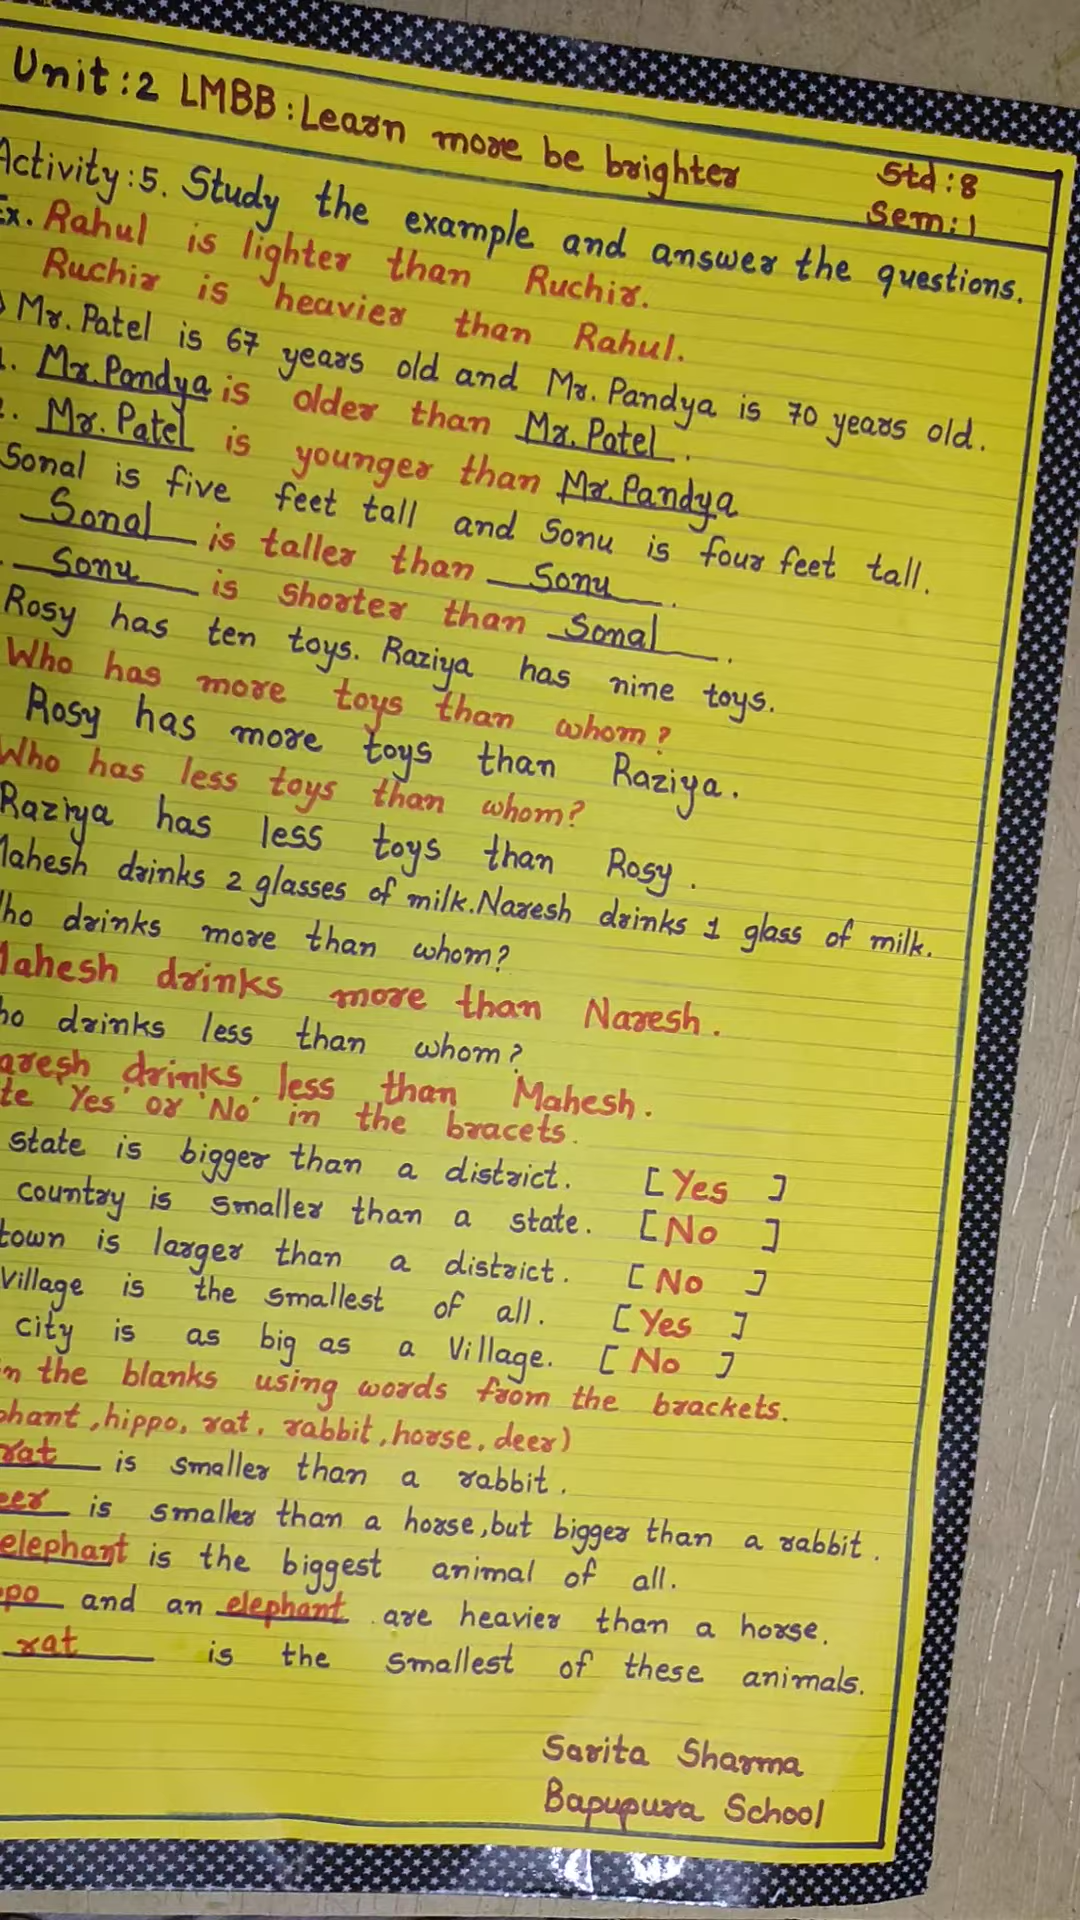 Unit:2 LMBB:Learn more be brighter
Std:8
Sem:1
Activity:5. Study the example and answer the questions.
Ex. Rahul is lighter than Ruchir.
Ruchir is heavier than Rahul.
Mr. Patel is 67 years old and Mr. Pandya is 70 years old.
1. Mr. Pandya is older than Mr. Patel.
2. Mr. Patel is younger than Mr. Pandya
Sonal is five feet tall and Sonu is four feet tall.
Sonal is taller than Sonu.
Sonu is shorter than Sonal.
Rosy has ten toys. Raziya has nine toys.
Who has more toys than whom?
Rosy has more toys than Raziya.
Who has less toys than whom?
Raziya has less toys than Rosy.
Mahesh drinks 2 glasses of milk. Naresh drinks 1 glass of milk.
ho drinks more than whom?
Mahesh drinks more than Naresh.
ho drinks less than whom?
aresh drinks less than Mahesh.
te 'Yes' or 'No' in the bracets.
state is bigger than a district. [Yes ]
country is smaller than a state. [No ]
town is larger than a district. [No ]
Village is the smallest of all. [Yes ]
city is as big as a Village. [No ]
in the blanks using words from the brackets.
phant, hippo, rat, rabbit, horse, deer)
rat is smaller than a rabbit.
eer is smaller than a horse, but bigger than a rabbit.
elephant is the biggest animal of all.
ppo and an elephant are heavier than a horse.
rat is the smallest of these animals.
Sarita Sharma
Bapupura School